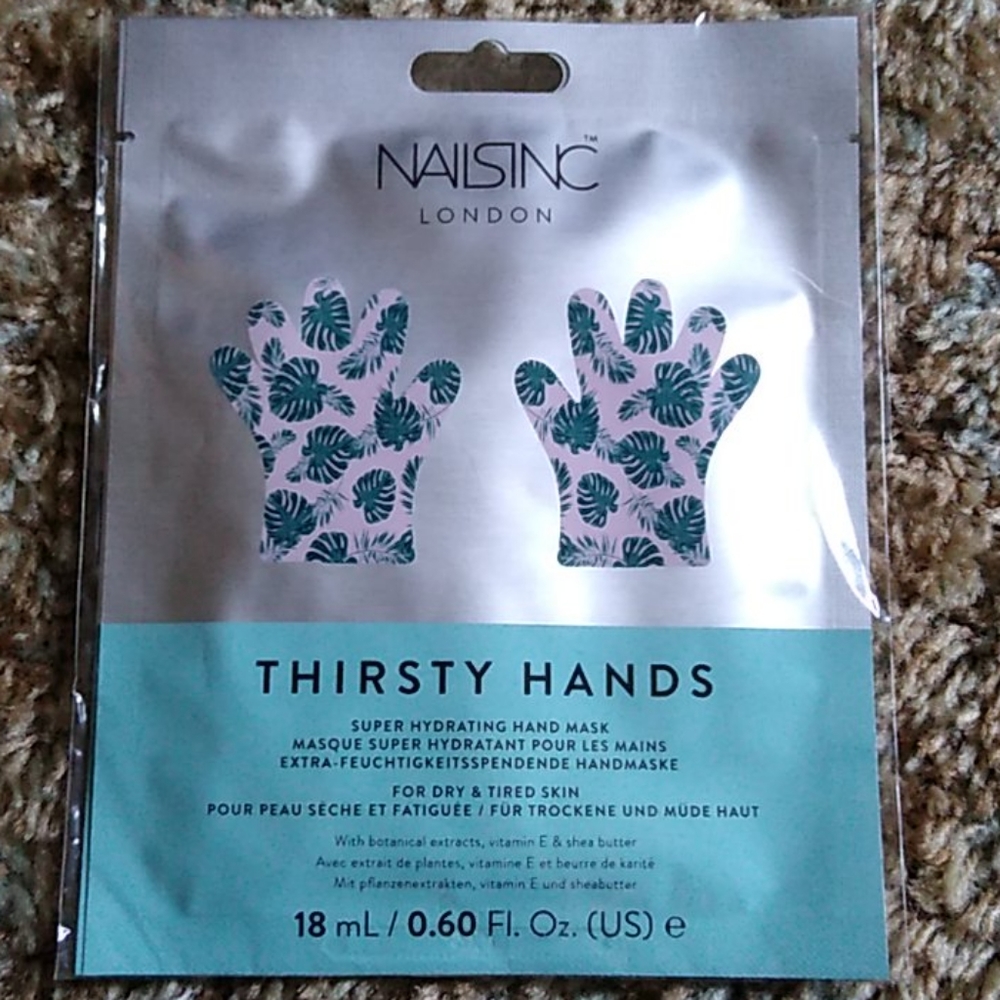 NAILSINC™
LONDON
THIRSTY HANDS
SUPER HYDRATING HAND MASK
MASQUE SUPER HYDRATANT POUR LES MAINS
EXTRA-FEUCHTIGKEITSSPENDENDE HANDMASKE
FOR DRY & TIRED SKIN
POUR PEAU SÈCHE ET FATIGUÉE / FÜR TROCKENE UND MÜDE HAUT
With botanical extracts, vitamin E & shea butter
Avec extrait de plantes, vitamine E et beurre de karité
Mit pflanzenextrakten, vitamin E und sheabutter
18 mL / 0.60 Fl. Oz. (US) e